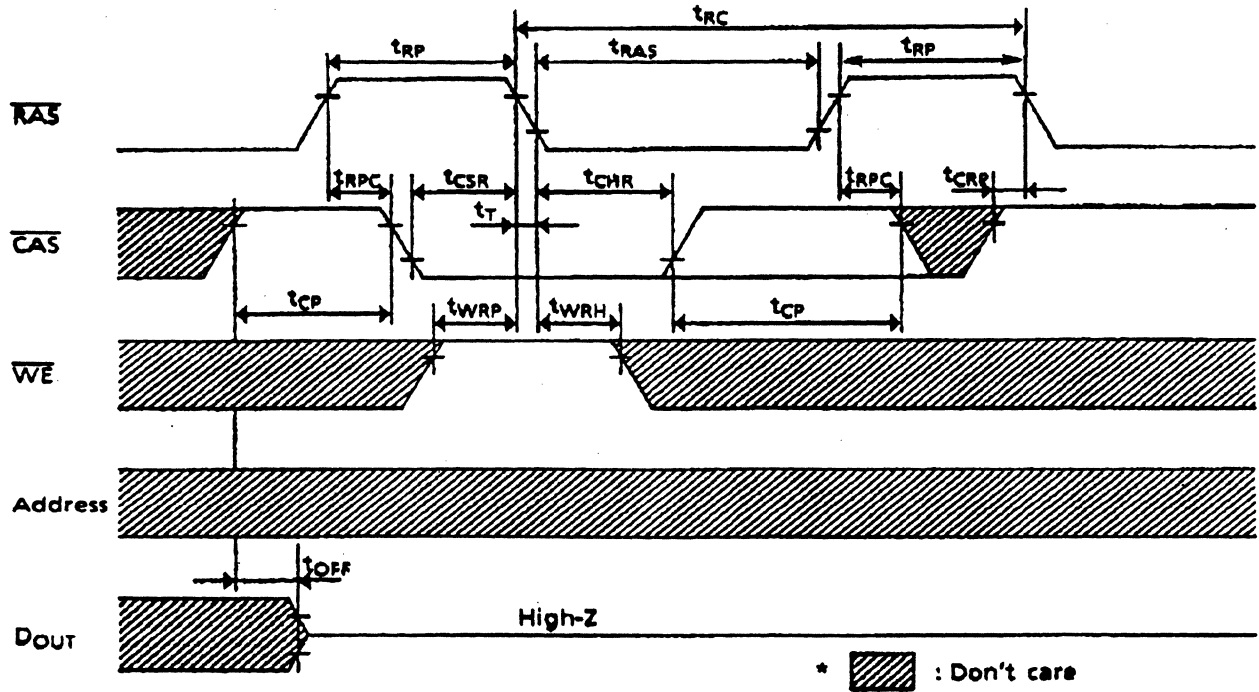 tRC
tRP
tRAS
tRP
RAS
tRPC
tCSR
tCHR
tRPC
tCRP
tT
CAS
tCP
tWRP
tWRH
tCP
WE
Address
tOFF
DOUT
High-Z
* : Don't care